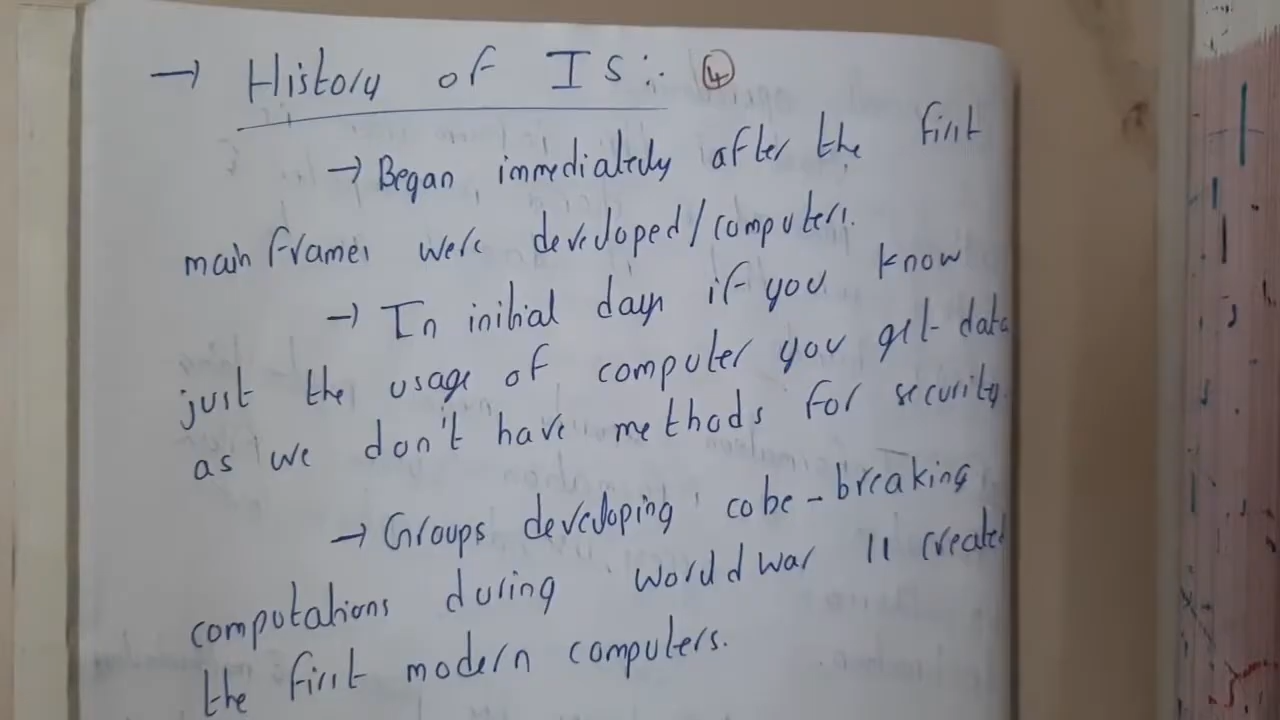 → History of IS:- 4
→ Began immediately after the first
main frames were developed/computers.
→ In initial days if you know
just the usage of computer you get data
as we don't have methods for security.
→ Groups developing cobe-breaking
computations during world war 11 created
the first modern computers.